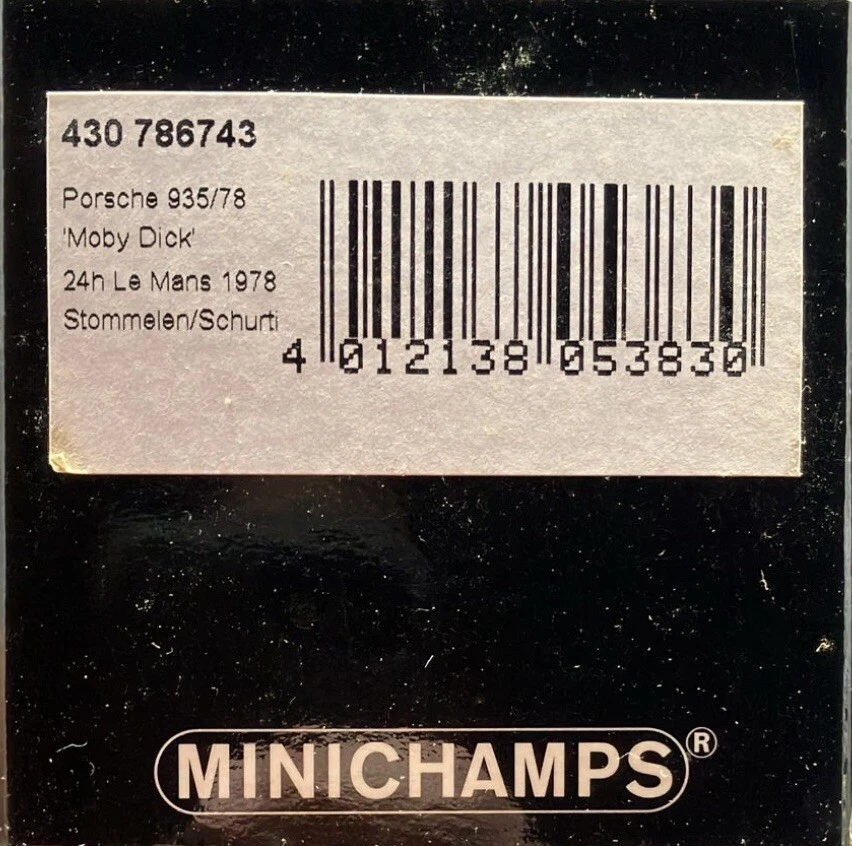 430 786743
Porsche 935/78
'Moby Dick'
24h Le Mans 1978
Stommelen/Schurti
4 012138 053830
MINICHAMPS®